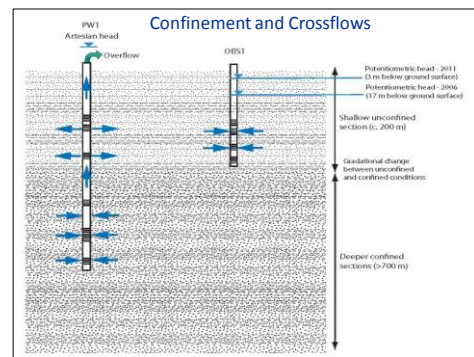 Confinement and Crossflows
PW1
Artesian head
Overflow
OBS1
Potentiometric head - 2011
(3 m below ground surface)
Potentiometric head - 2006
(17 m below ground surface)
Shallow unconfined
section (c, 200 m)
Gradational change
between unconfined
and confined conditions
Deeper confined
sections (>700 m)